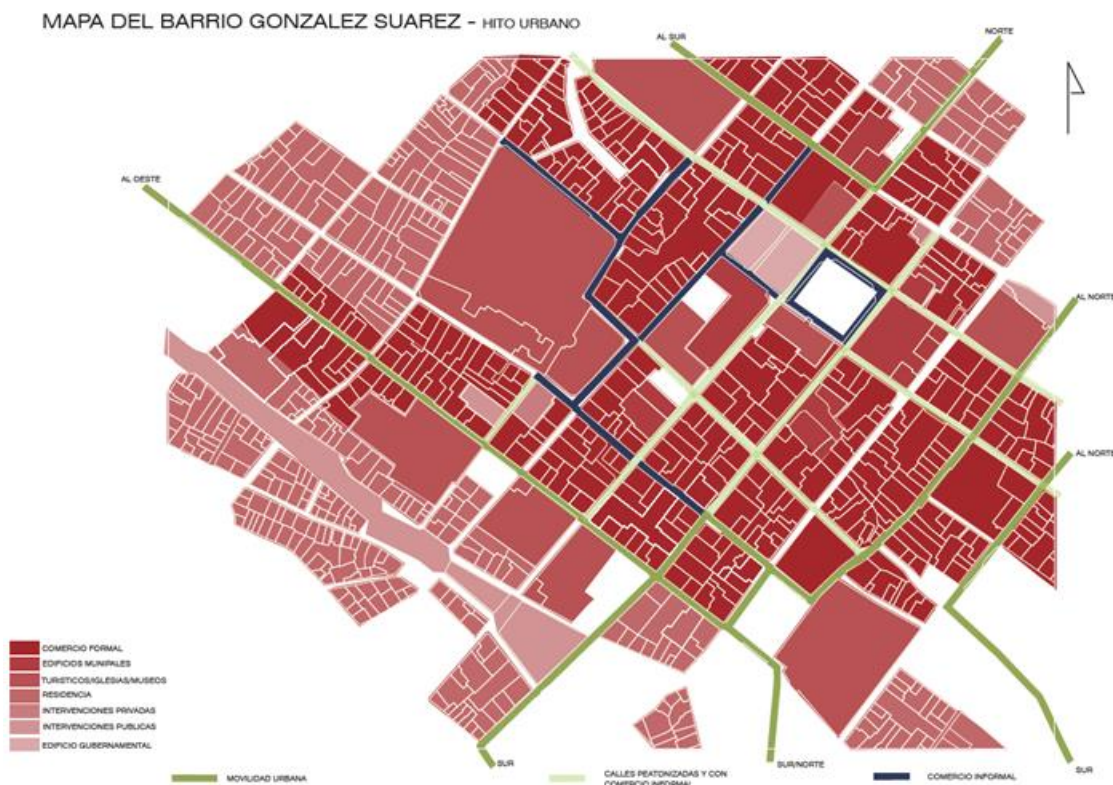 MAPA DEL BARRIO GONZALEZ SUAREZ - HITO URBANO
AL SUR
NORTE
AL OESTE
AL NORTE
AL NORTE
COMERCIO FORMAL
EDIFICIOS MUNIPALES
TURISTICOS/IGLESIAS/MUSEOS
RESIDENCIA
INTERVENCIONES PRIVADAS
INTERVENCIONES PUBLICAS
EDIFICIO GUBERNAMENTAL
SUR
SUR/NORTE
SUR
MOVILIDAD URBANA
CALLES PEATONIZADAS Y CON
COMERCIO INFORMAL
COMERCIO INFORMAL